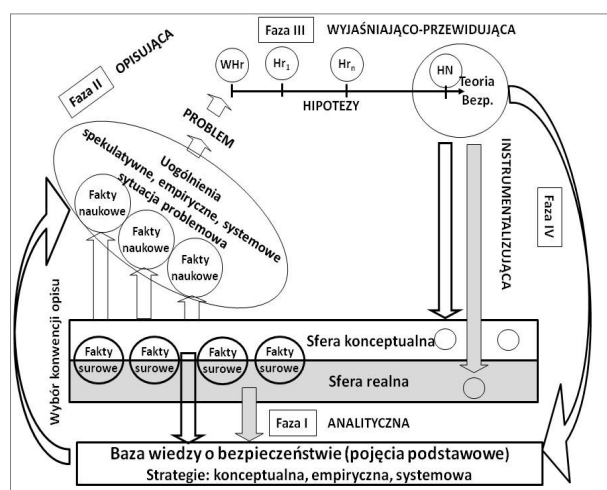 Faza III WYJAŚNIAJĄCO-PRZEWIDUJĄCA
Faza II OPISUJĄCA
WHr
Hr₁
Hrₙ
HN
Teoria
Bezp.
HIPOTEZY
PROBLEM
Uogólnienia
spekulatywne, empiryczne, systemowe
sytuacja problemowa
Fakty
naukowe
Fakty
naukowe
Fakty
naukowe
INSTRUMENTALIZUJĄCA
Faza IV
Wybór konwencji opisu
Sfera konceptualna
Fakty
surowe
Fakty
surowe
Fakty
surowe
Fakty
surowe
Sfera realna
Faza I ANALITYCZNA
Baza wiedzy o bezpieczeństwie (pojęcia podstawowe)
Strategie: konceptualna, empiryczna, systemowa